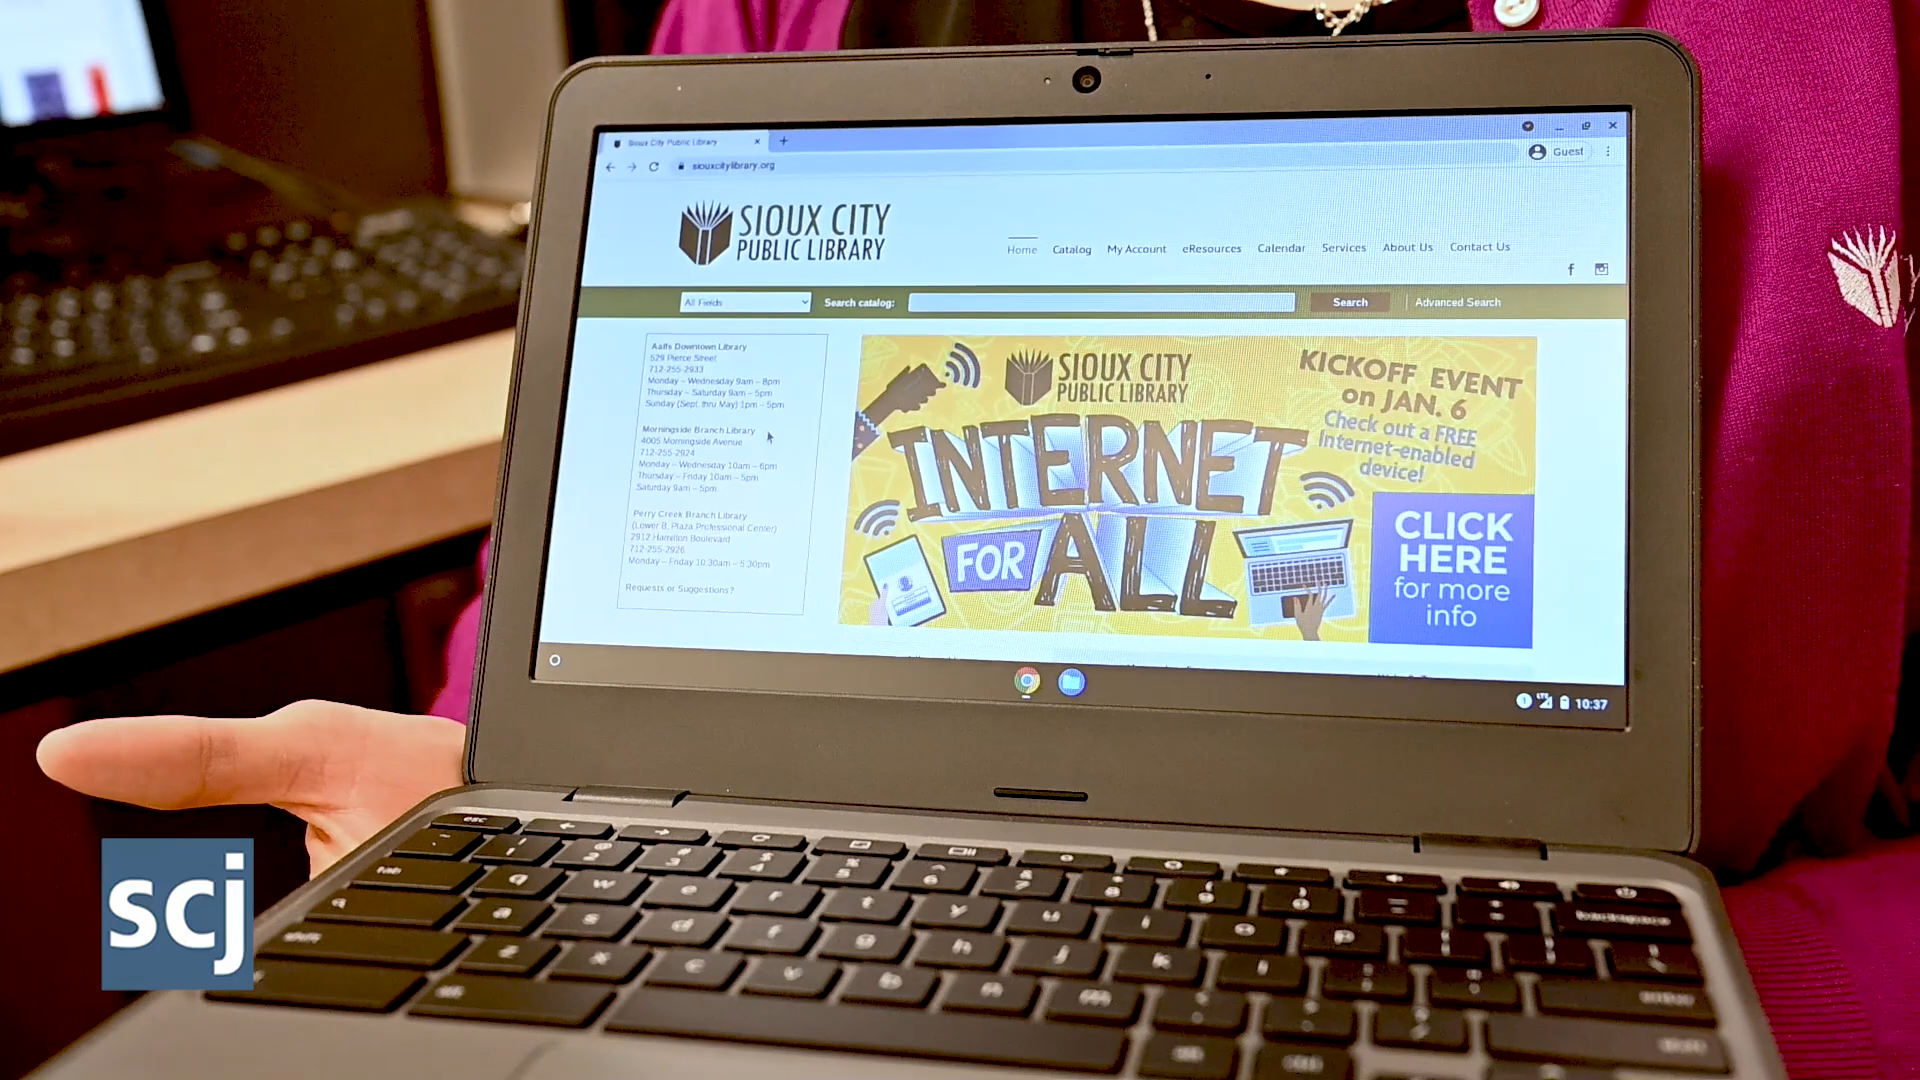 Sioux City Public Library
siouxcitylibrary.org
Guest
SIOUX CITY
PUBLIC LIBRARY
Home Catalog My Account eResources Calendar Services About Us Contact Us
All Fields Search catalog: Search Advanced Search
Aalfs Downtown Library
529 Pierce Street
712-255-2933
Monday – Wednesday 9am – 8pm
Thursday – Saturday 9am – 5pm
Sunday (Sept. thru May) 1pm – 5pm
Morningside Branch Library
4005 Morningside Avenue
712-255-2924
Monday – Wednesday 10am – 6pm
Thursday – Friday 10am – 5pm
Saturday 9am – 5pm
Perry Creek Branch Library
(Lower B, Plaza Professional Center)
2912 Hamilton Boulevard
712-255-2926
Monday – Friday 10:30am – 5:30pm
Requests or Suggestions?
SIOUX CITY
PUBLIC LIBRARY
INTERNET
FOR ALL
KICKOFF EVENT
on JAN. 6
Check out a FREE
Internet-enabled
device!
CLICK
HERE
for more
info
LTE
10:37
esc
tab
shift
backspace
enter
scj